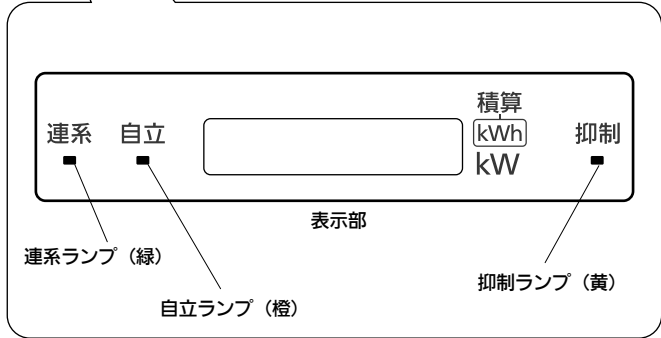 積算
連系 自立 kWh 抑制
kW
表示部
連系ランプ（緑）
抑制ランプ（黄）
自立ランプ（橙）